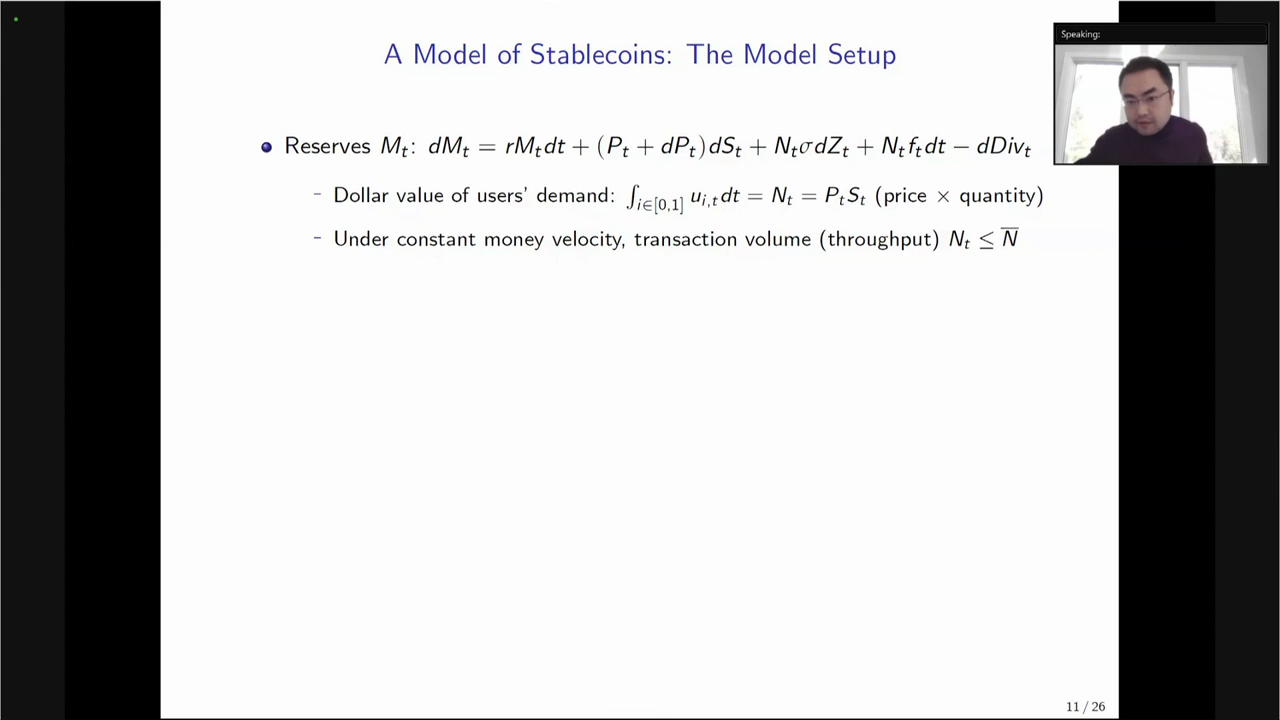 A Model of Stablecoins: The Model Setup
Speaking:
Reserves Mₜ: dMₜ = rMₜdt + (Pₜ + dPₜ)dSₜ + NₜσdZₜ + Nₜfₜdt − dDivₜ
– Dollar value of users' demand: ∫_{i∈[0,1]} u_{i,t}dt = Nₜ = PₜSₜ (price × quantity)
– Under constant money velocity, transaction volume (throughput) Nₜ ≤ N̅
11 / 26